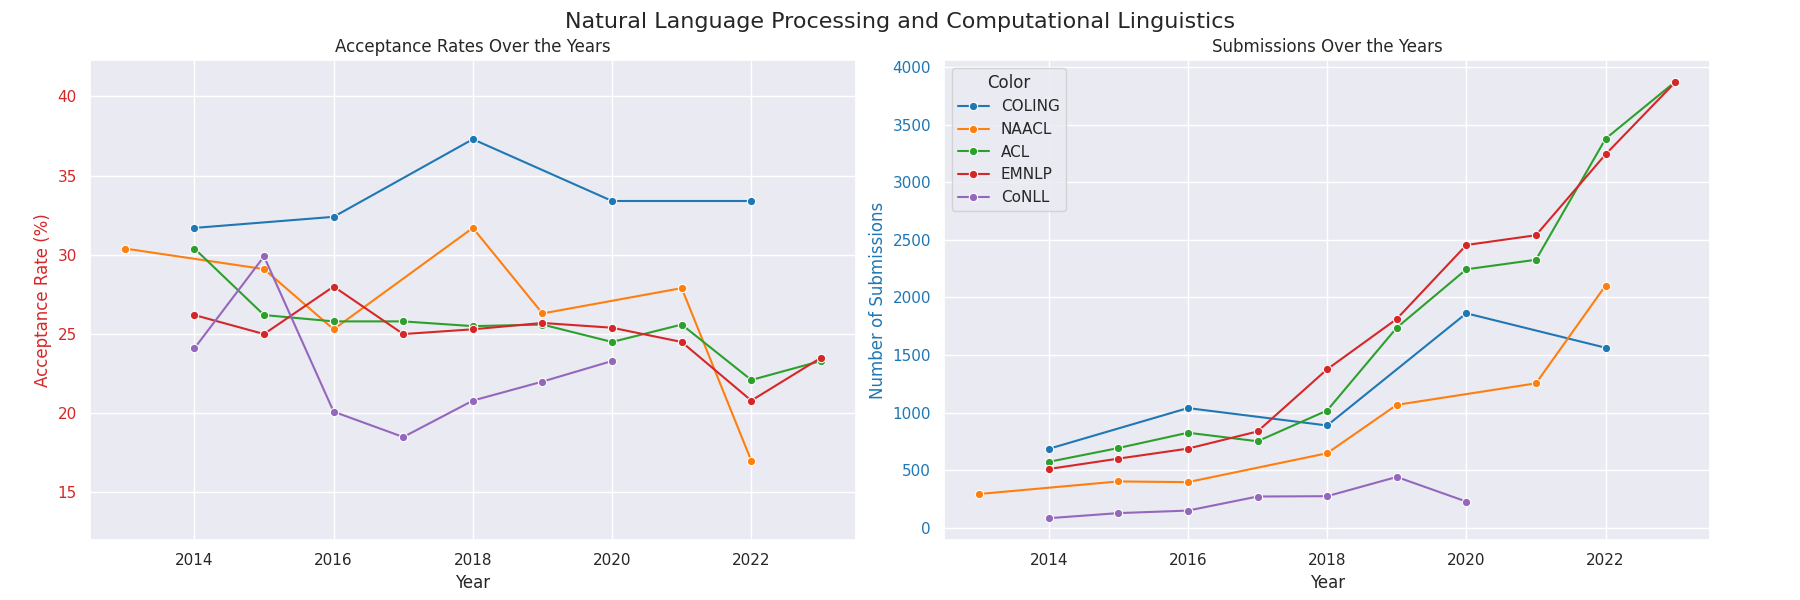 Natural Language Processing and Computational Linguistics
Acceptance Rates Over the Years
Acceptance Rate (%)
40
35
30
25
20
15
2014 2016 2018 2020 2022
Year
Submissions Over the Years
Number of Submissions
4000
3500
3000
2500
2000
1500
1000
500
0
Color
COLING
NAACL
ACL
EMNLP
CoNLL
2014 2016 2018 2020 2022
Year